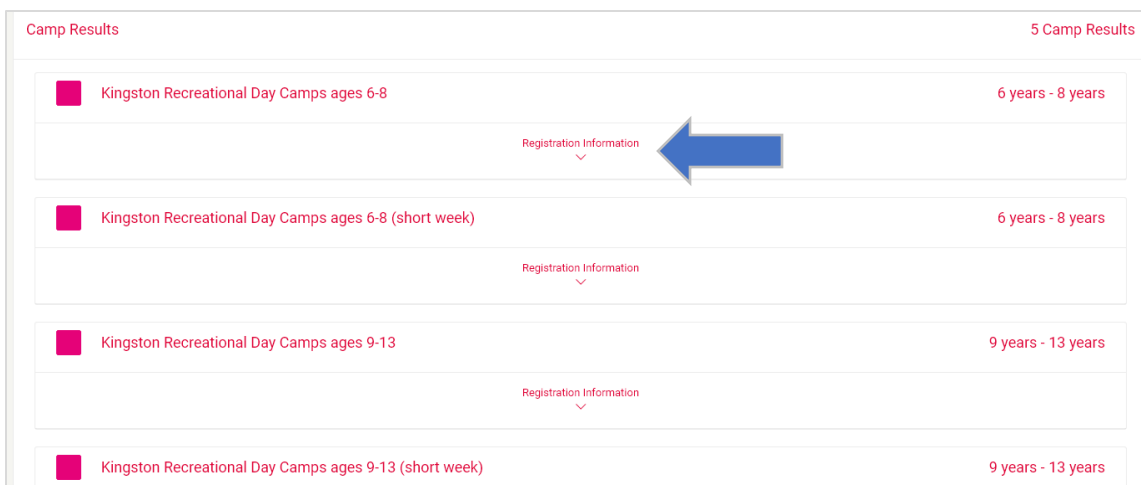 Camp Results 5 Camp Results
Kingston Recreational Day Camps ages 6-8 6 years - 8 years
Registration Information
Kingston Recreational Day Camps ages 6-8 (short week) 6 years - 8 years
Registration Information
Kingston Recreational Day Camps ages 9-13 9 years - 13 years
Registration Information
Kingston Recreational Day Camps ages 9-13 (short week) 9 years - 13 years